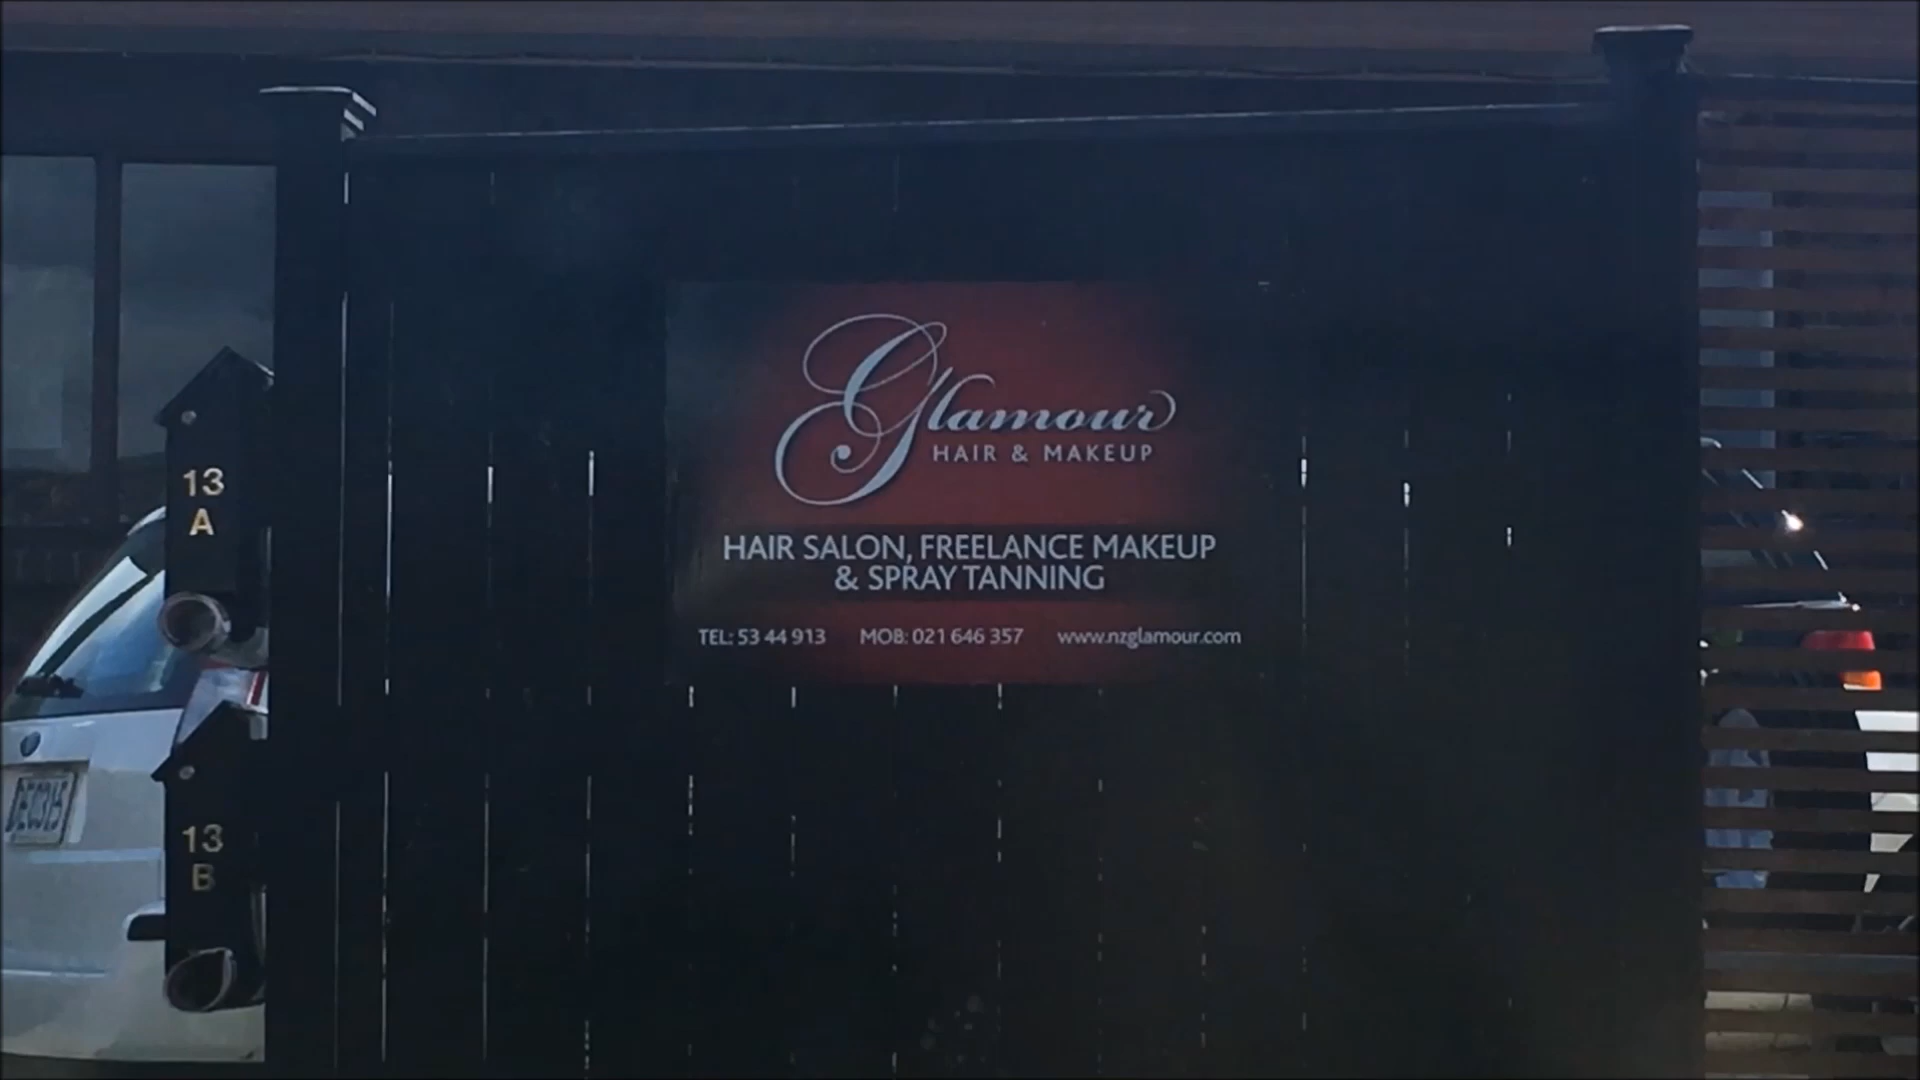 Glamour
HAIR & MAKEUP
HAIR SALON, FREELANCE MAKEUP
& SPRAY TANNING
TEL: 53 44 913 MOB: 021 646 357 www.nzglamour.com
13
A
13
B